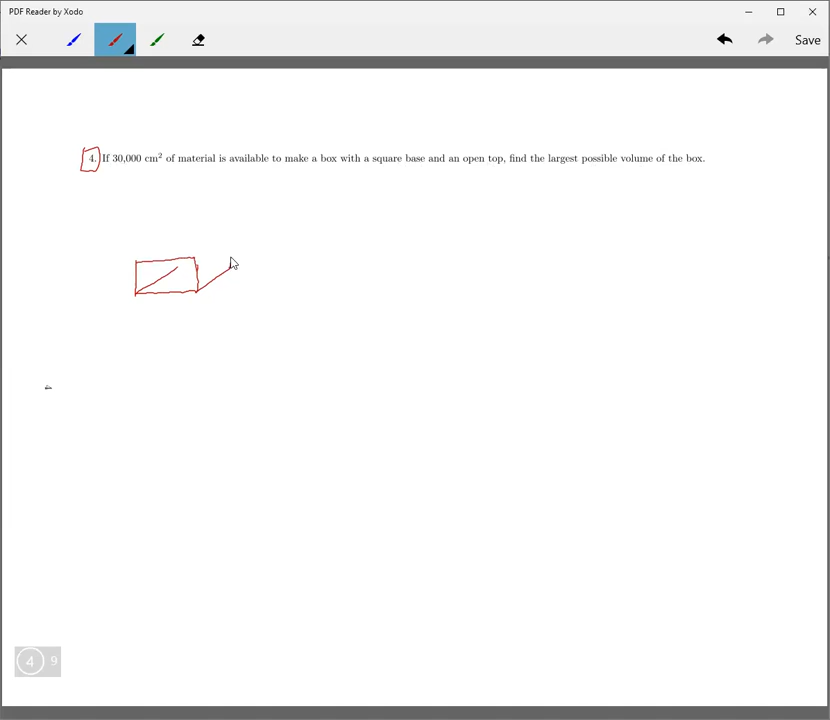 PDF Reader by Xodo
Save
4. If 30,000 cm² of material is available to make a box with a square base and an open top, find the largest possible volume of the box.
4 9